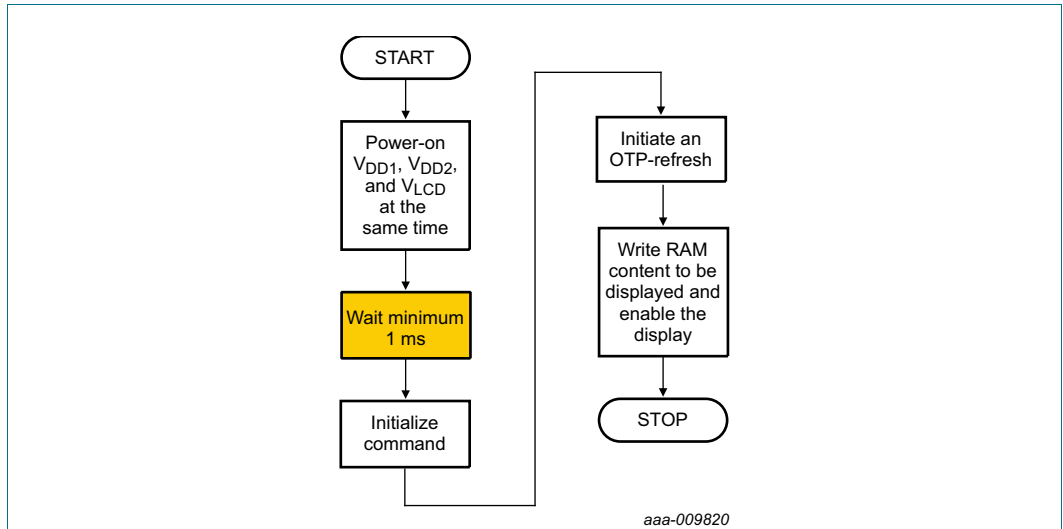 START
Power-on
VDD1, VDD2,
and VLCD
at the
same time
Wait minimum
1 ms
Initialize
command
Initiate an
OTP-refresh
Write RAM
content to be
displayed and
enable the
display
STOP
aaa-009820